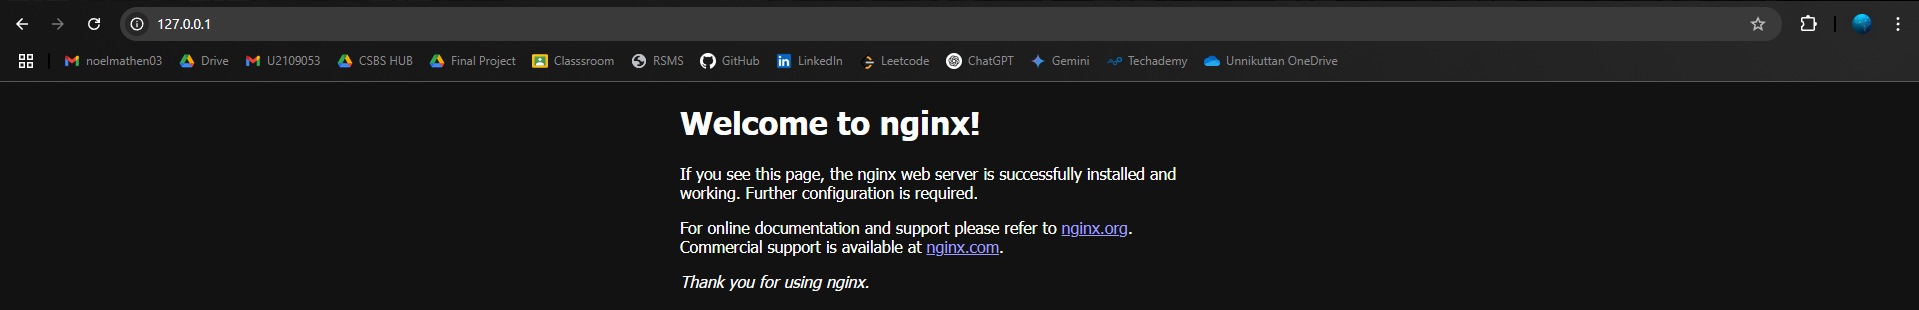 127.0.0.1
noelmathen03 Drive U2109053 CSBS HUB Final Project Classsroom RSMS GitHub LinkedIn Leetcode ChatGPT Gemini Techademy Unnikuttan OneDrive
Welcome to nginx!
If you see this page, the nginx web server is successfully installed and
working. Further configuration is required.
For online documentation and support please refer to nginx.org.
Commercial support is available at nginx.com.
Thank you for using nginx.